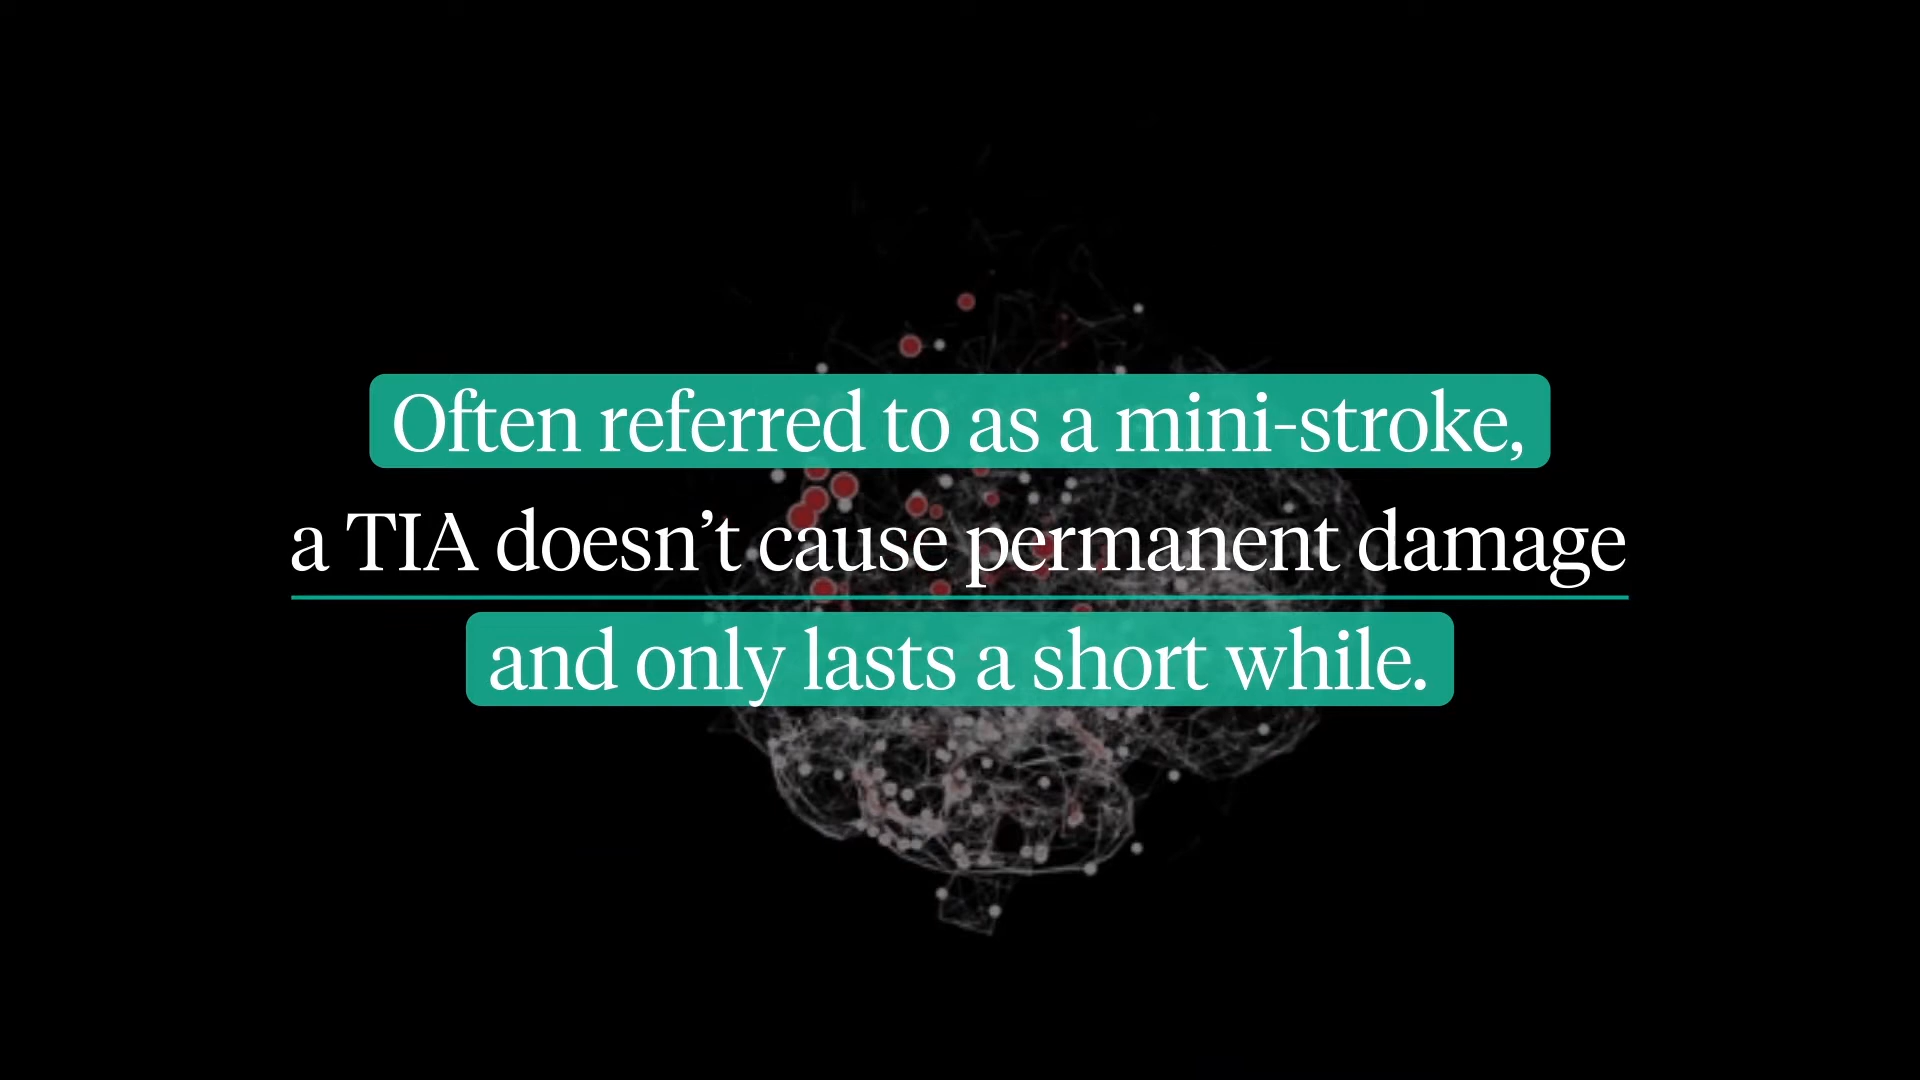 Often referred to as a mini-stroke,
a TIA doesn’t cause permanent damage
and only lasts a short while.